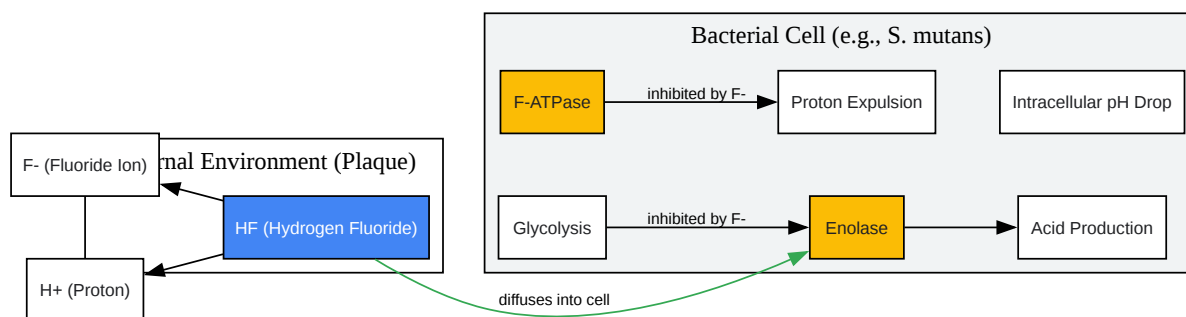 Bacterial Cell (e.g., S. mutans)
F-ATPase
inhibited by F-
Proton Expulsion
Intracellular pH Drop
F- (Fluoride Ion)
rnal Environment (Plaque)
HF (Hydrogen Fluoride)
Glycolysis
inhibited by F-
Enolase
Acid Production
H+ (Proton)
diffuses into cell